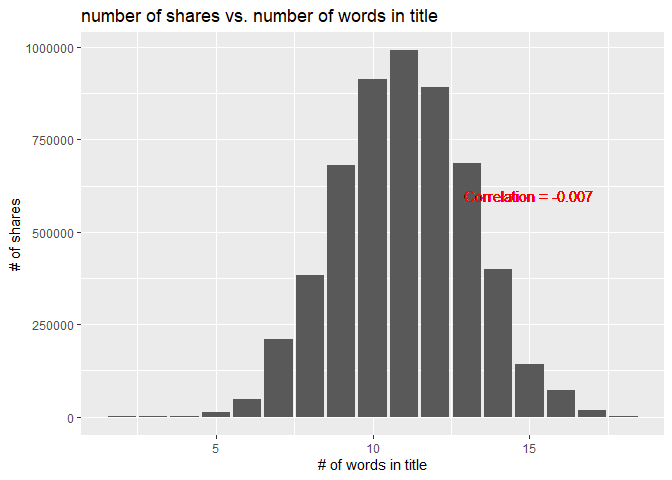 number of shares vs. number of words in title
1000000
750000
500000
250000
0
# of shares
Correlation = -0.007
5
10
15
# of words in title